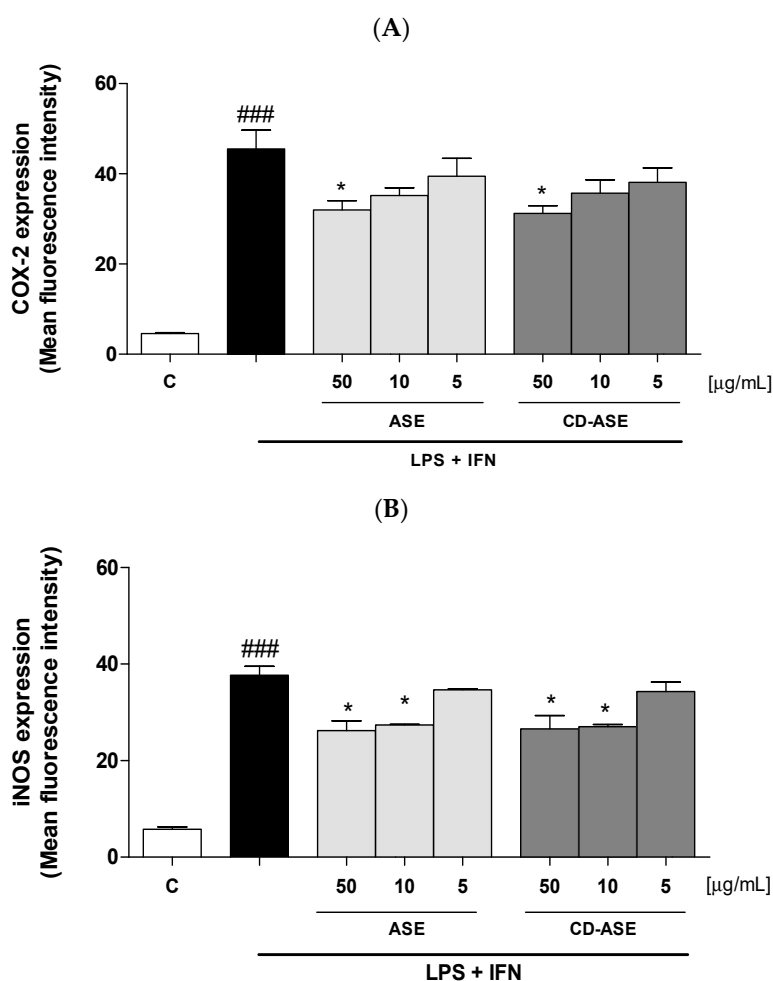 (A)
COX-2 expression
(Mean fluorescence intensity)
60
40
20
0
###
*
*
C
50
10
5
50
10
5
[μg/mL]
ASE
CD-ASE
LPS + IFN
(B)
iNOS expression
(Mean fluorescence intensity)
60
40
20
0
###
*
*
*
*
C
50
10
5
50
10
5
[μg/mL]
ASE
CD-ASE
LPS + IFN